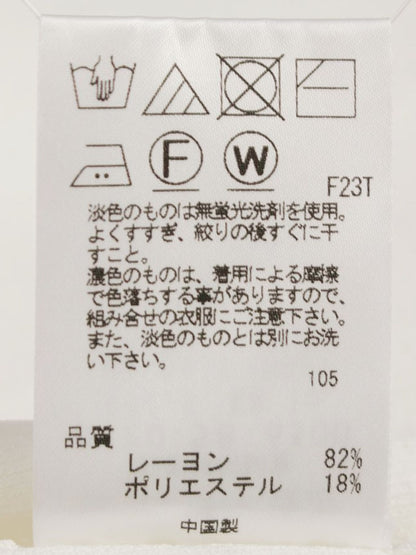 F W
F23T
淡色のものは無蛍光洗剤を使用。
よくすすぎ、絞りの後すぐに干
すこと。
濃色のものは、着用による摩擦
で色落ちする事がありますので、
組み合せの衣服にご注意下さい。
また、淡色のものとは別にお洗
い下さい。
105
品質
レーヨン 82%
ポリエステル 18%
中国製